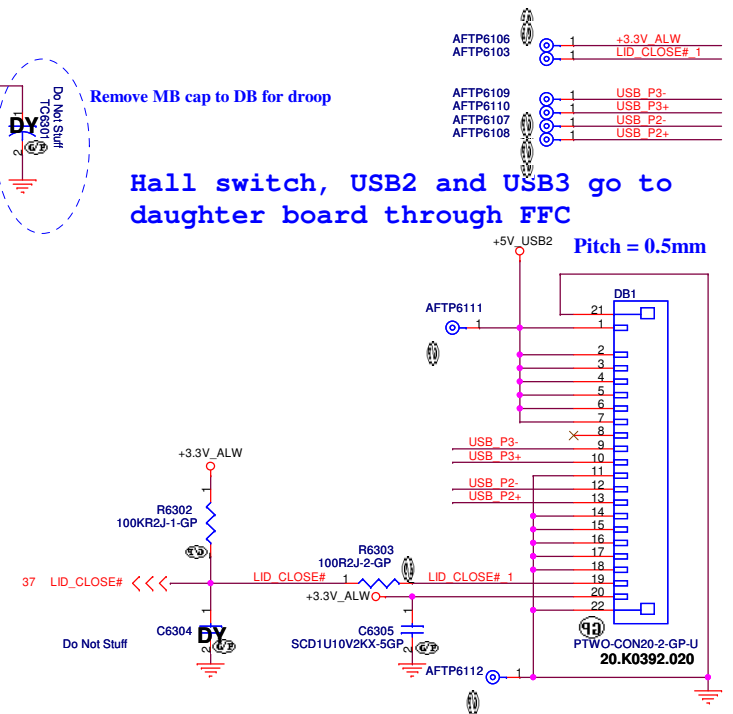 AFTP6106 1 +3.3V_ALW
AFTP6103 1 LID_CLOSE#_1
AFTP6109 1 USB_P3-
AFTP6110 1 USB_P3+
AFTP6107 1 USB_P2-
AFTP6108 1 USB_P2+
Do Not Stuff
TC6301
DY
1
2
Remove MB cap to DB for droop
Hall switch, USB2 and USB3 go to
daughter board through FFC
+5V_USB2
Pitch = 0.5mm
DB1
AFTP6111
1
21
1
2
3
4
5
6
7
8
USB_P3- 9
USB_P3+ 10
11
USB_P2- 12
USB_P2+ 13
14
15
16
17
18
19
20
22
+3.3V_ALW
1
R6302
100KR2J-1-GP
R6303
100R2J-2-GP
37 LID_CLOSE#
LID_CLOSE# 1
LID_CLOSE#_1
+3.3V_ALW
1
C6304
DY
2
Do Not Stuff
1
C6305
SCD1U10V2KX-5GP
2
AFTP6112 1
PTWO-CON20-2-GP-U
20.K0392.020